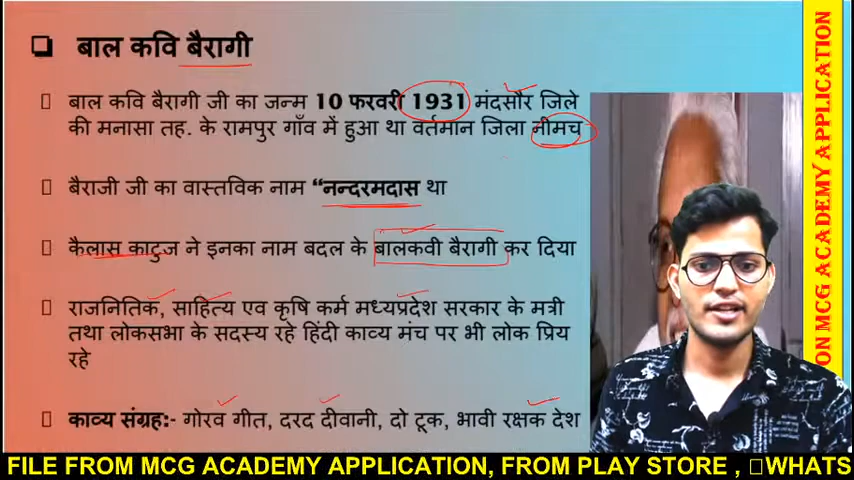 बाल कवि बैरागी
बाल कवि बैरागी जी का जन्म 10 फरवरी 1931 मंदसौर जिले
की मनासा तह. के रामपुर गाँव में हुआ था वर्तमान जिला नीमच
बैराजी जी का वास्तविक नाम “नन्दरमदास था
कैलास काटुज ने इनका नाम बदल के बालकवी बैरागी कर दिया
राजनितिक, साहित्य एव कृषि कर्म मध्यप्रदेश सरकार के मत्री
तथा लोकसभा के सदस्य रहे हिंदी काव्य मंच पर भी लोक प्रिय
रहे
काव्य संग्रह:- गोरव गीत, दरद दीवानी, दो टूक, भावी रक्षक देश
ON MCG ACADEMY APPLICATION
FILE FROM MCG ACADEMY APPLICATION, FROM PLAY STORE , WHATS